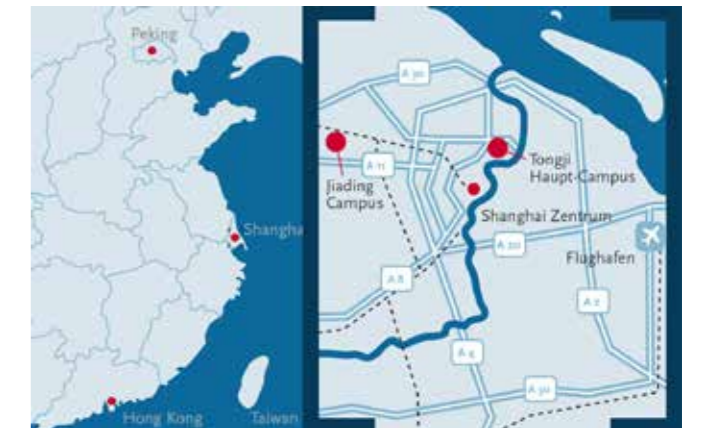 Peking
Shangha
Hong Kong
Taiwan
A 30
A 11
Jiading
Campus
Tongji
Haupt-Campus
Shanghai Zentrum
A 20
Flughafen
A 8
A 2
A 4
A 30